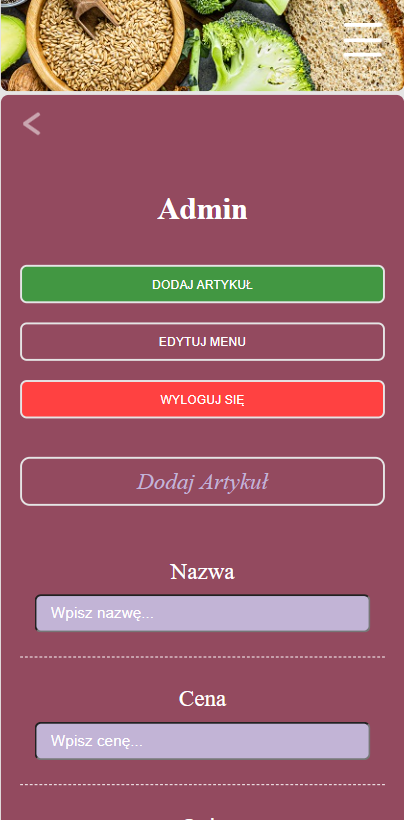 Admin
DODAJ ARTYKUŁ
EDYTUJ MENU
WYLOGUJ SIĘ
Dodaj Artykuł
Nazwa
Wpisz nazwę...
Cena
Wpisz cenę...